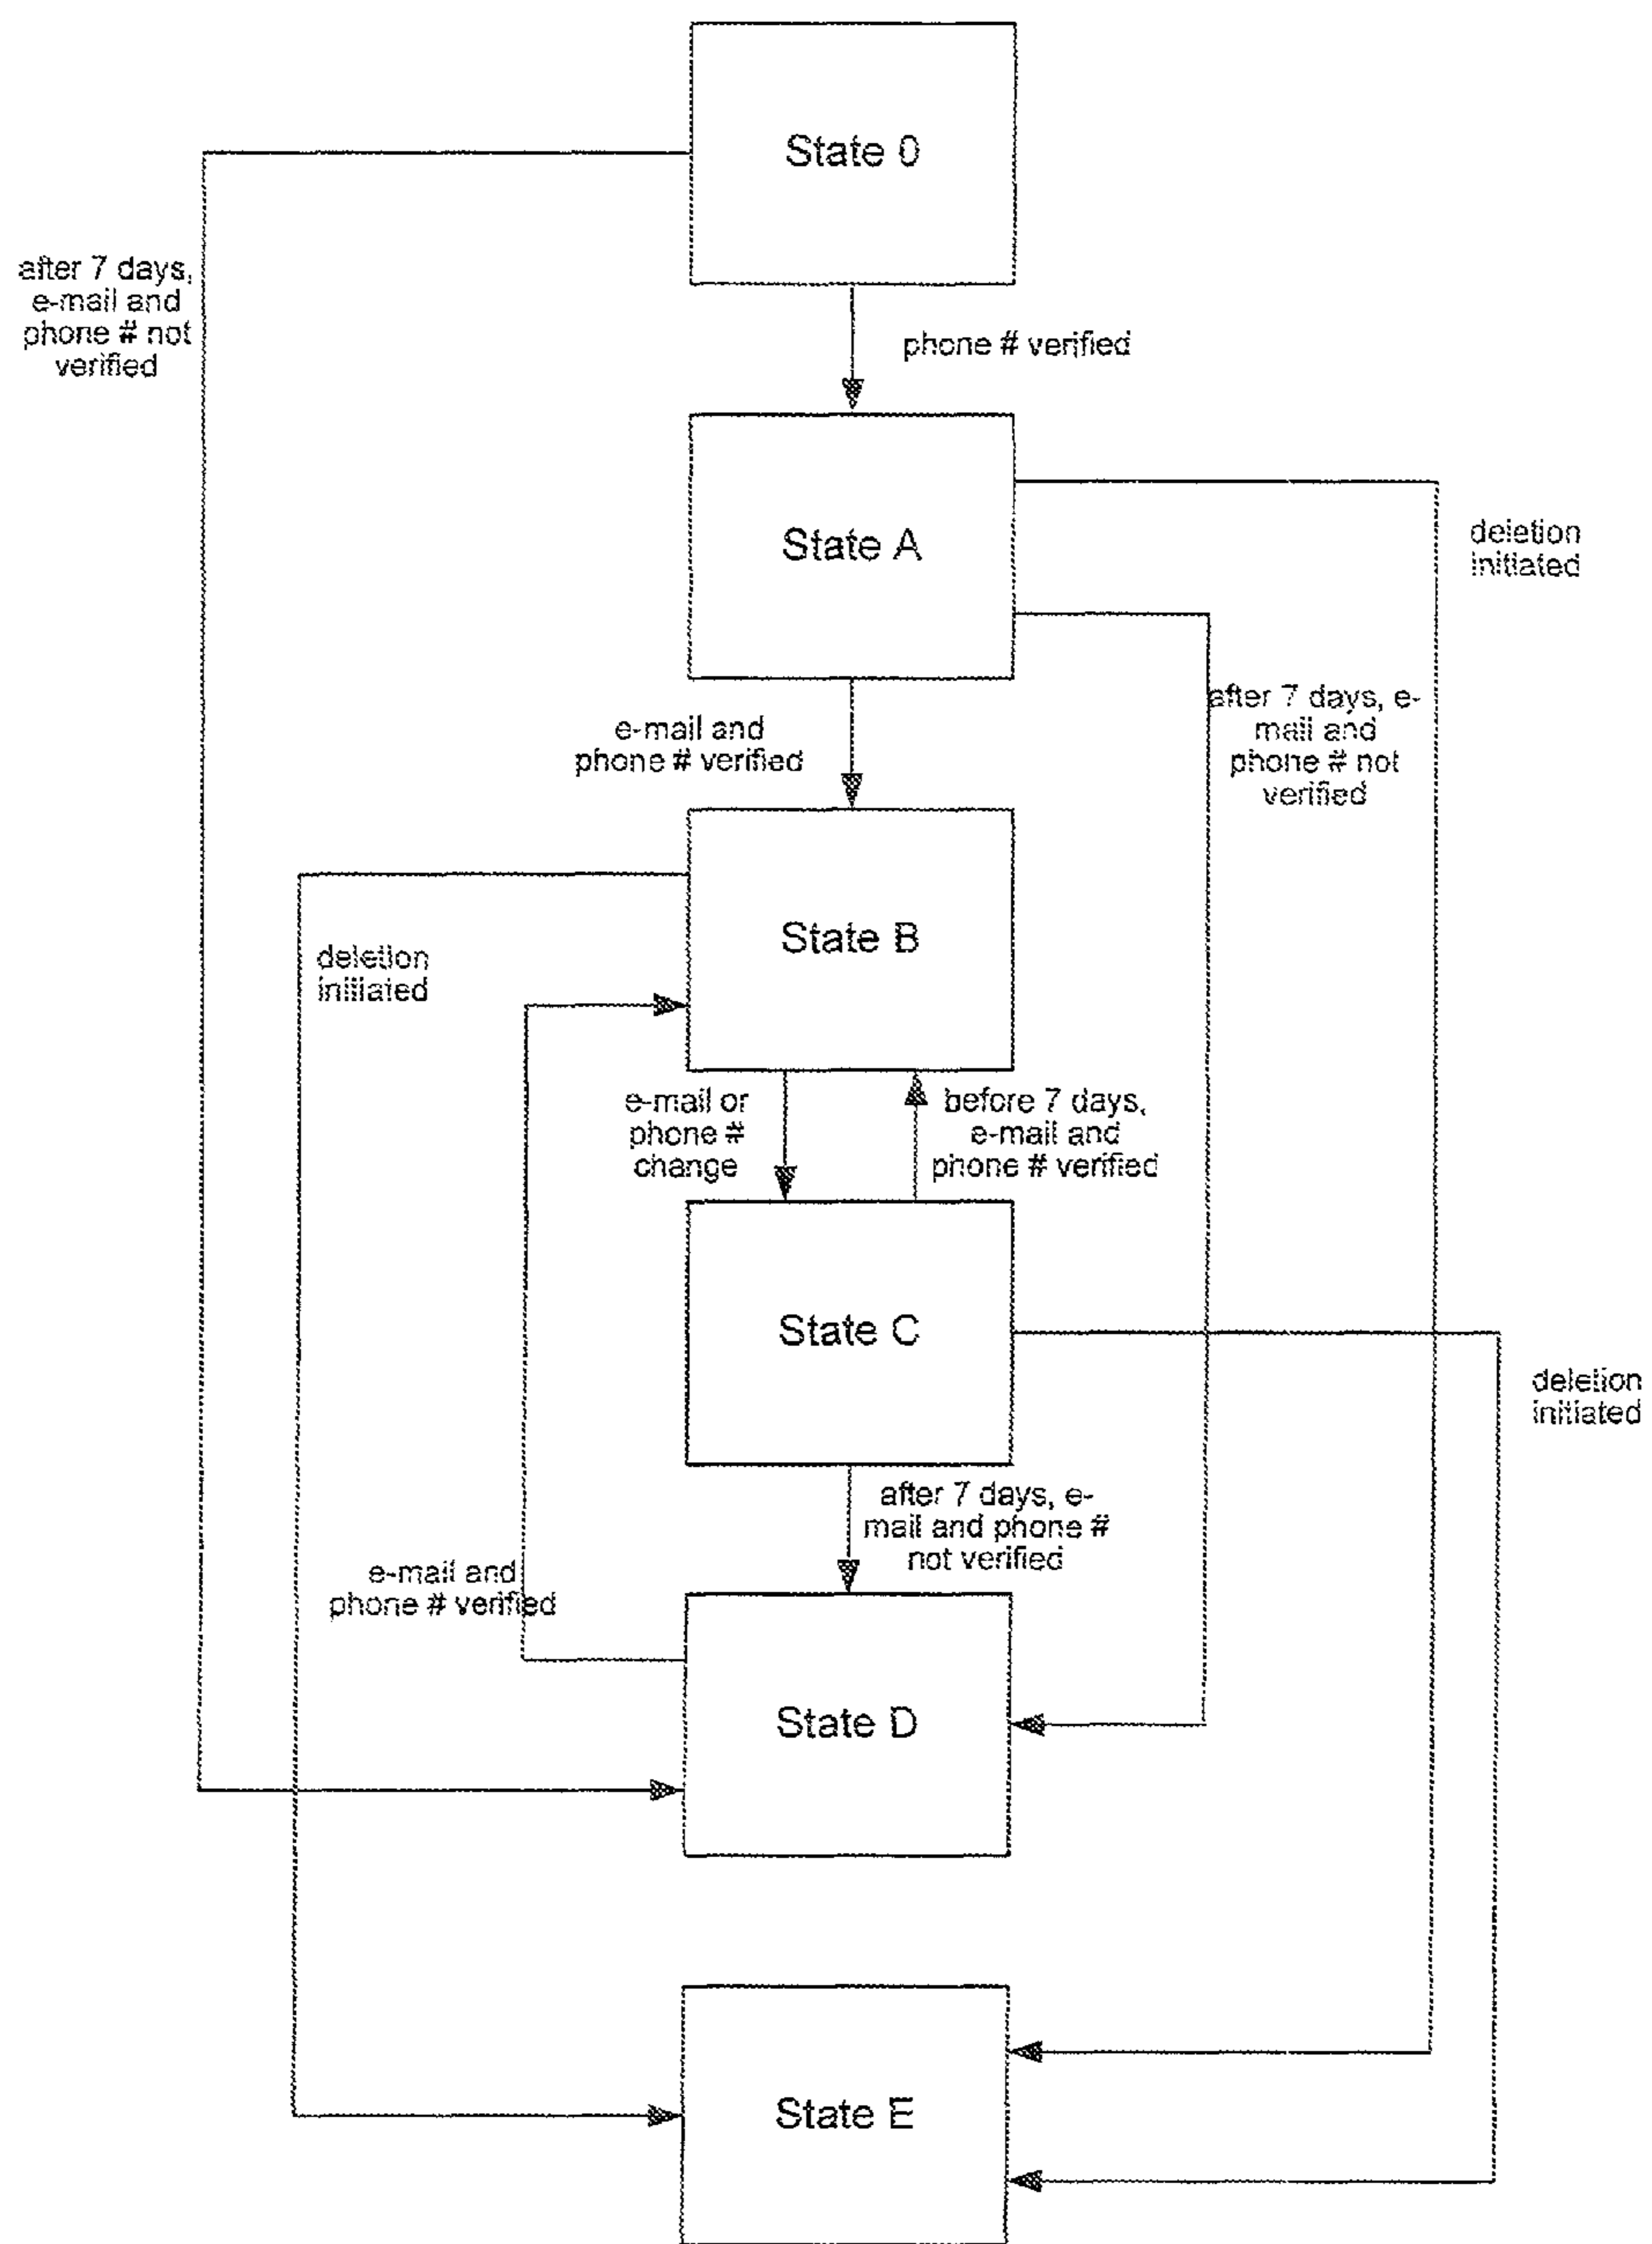 State 0
after 7 days,
e-mail and
phone # not
verified
phone # verified
State A
deletion
initiated
after 7 days, e-
mail and
phone # not
verified
e-mail and
phone # verified
State B
deletion
initiated
e-mail or
phone #
change
before 7 days,
e-mail and
phone # verified
State C
deletion
initiated
after 7 days, e-
mail and phone #
not verified
e-mail and
phone # verified
State D
State E